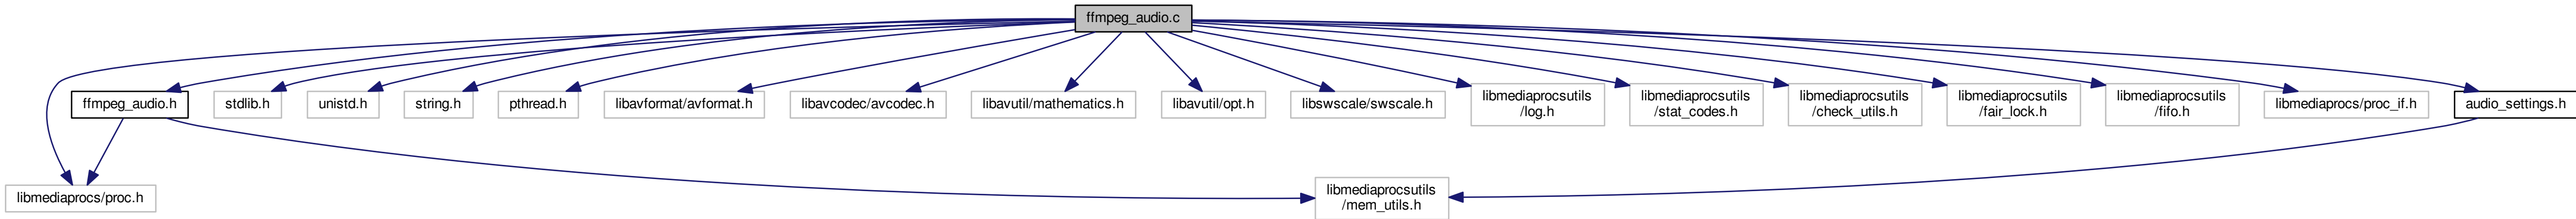 ffmpeg_audio.c
ffmpeg_audio.h
stdlib.h
unistd.h
string.h
pthread.h
libavformat/avformat.h
libavcodec/avcodec.h
libavutil/mathematics.h
libavutil/opt.h
libswscale/swscale.h
libmediaprocsutils
/log.h
libmediaprocsutils
/stat_codes.h
libmediaprocsutils
/check_utils.h
libmediaprocsutils
/fair_lock.h
libmediaprocsutils
/fifo.h
libmediaprocs/proc_if.h
audio_settings.h
libmediaprocs/proc.h
libmediaprocsutils
/mem_utils.h